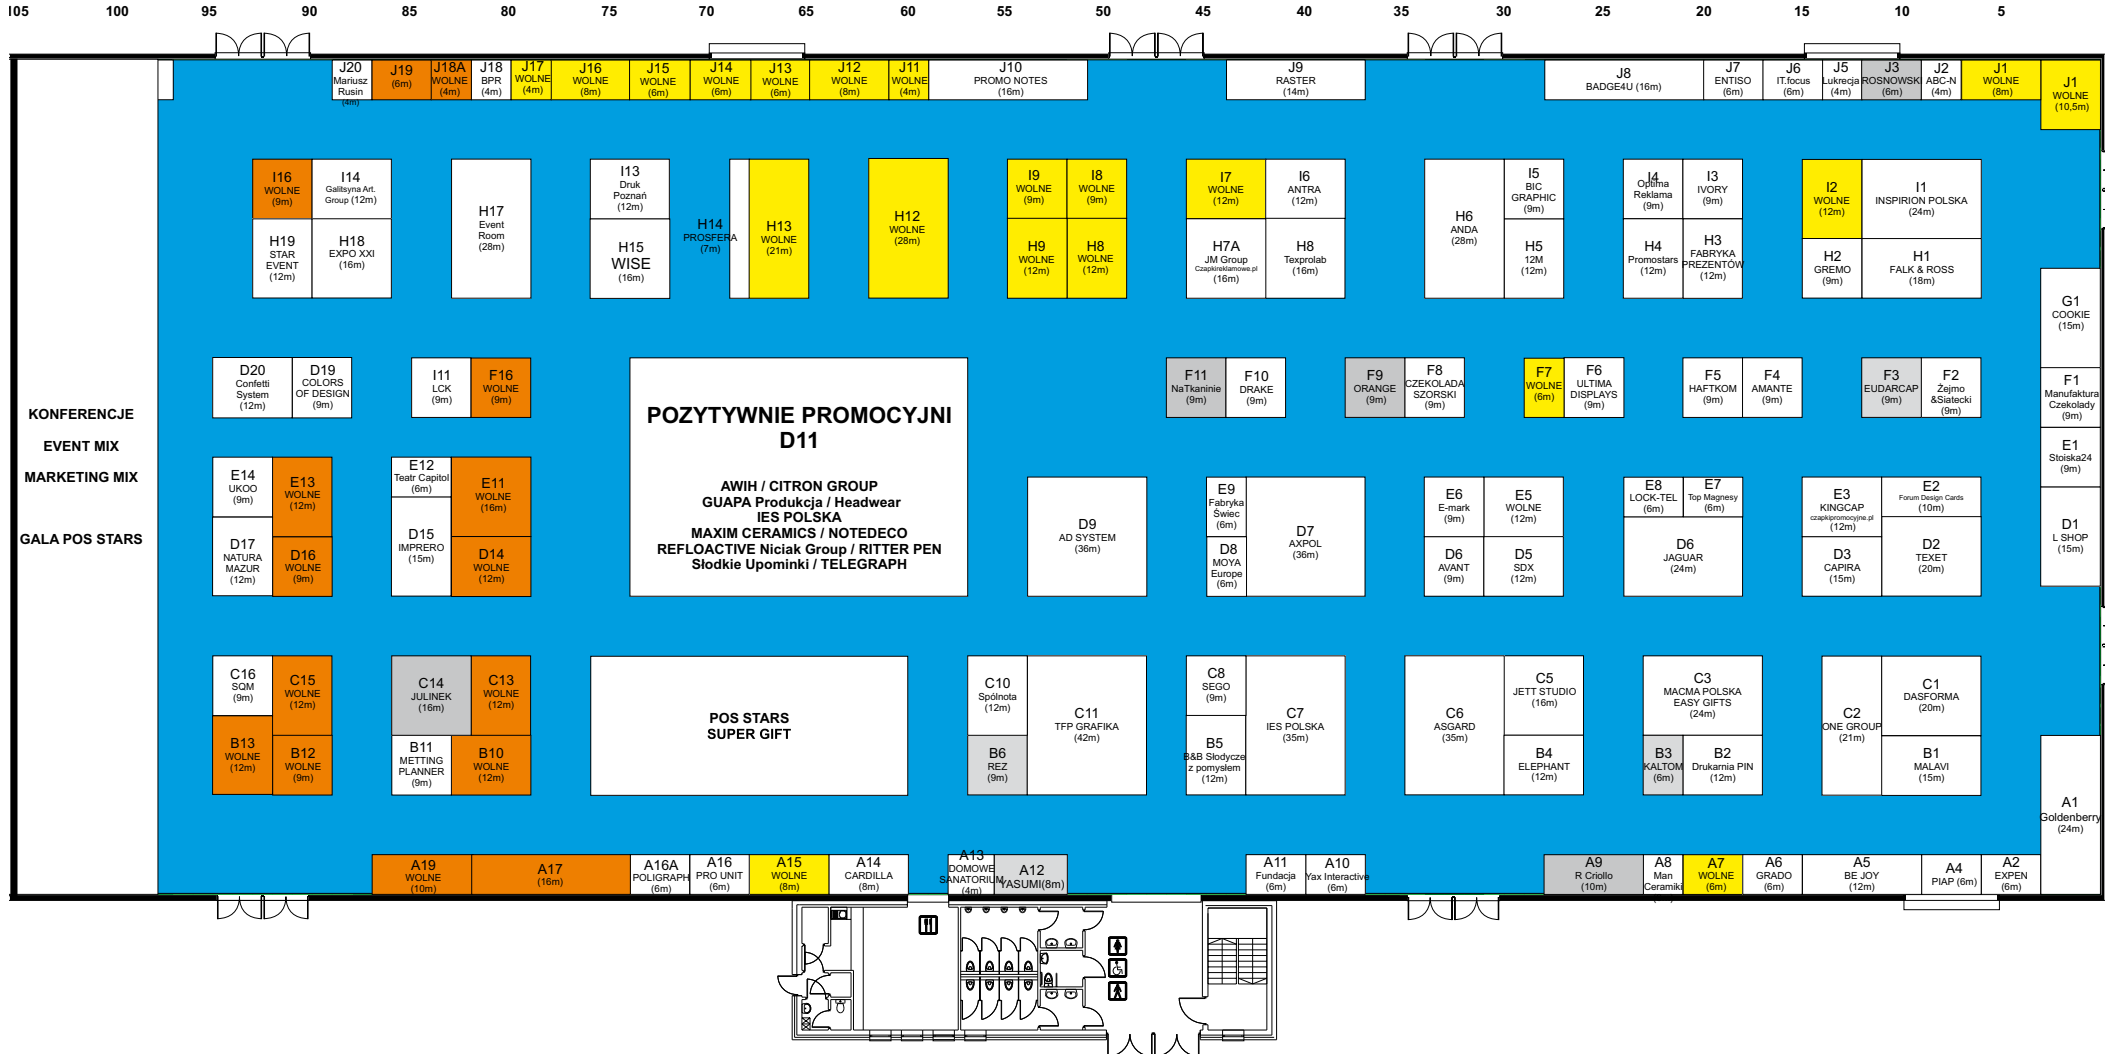 105 100 95 90 85 80 75 70 65 60 55 50 45 40 35 30 25 20 15 10 5
J20
Mariusz
Rusin
(4m)
J19
(6m)
J18A
WOLNE
(4m)
J18
BPR
(4m)
J17
WOLNE
(4m)
J16
WOLNE
(8m)
J15
WOLNE
(6m)
J14
WOLNE
(6m)
J13
WOLNE
(6m)
J12
WOLNE
(8m)
J11
WOLNE
(4m)
J10
PROMO NOTES
(16m)
J9
RASTER
(14m)
J8
BADGE4U (16m)
J7
ENTISO
(6m)
J6
IT.focus
(6m)
J5
Lukrecja
(4m)
J3
ROSNOWSKI
(6m)
J2
ABC-N
(4m)
J1
WOLNE
(8m)
J1
WOLNE
(10,5m)
I16
WOLNE
(9m)
I14
Galitsyna Art.
Group (12m)
H19
STAR
EVENT
(12m)
H18
EXPO XXI
(16m)
H17
Event
Room
(28m)
I13
Druk
Poznań
(12m)
H15
WISE
(16m)
H14
PROSFERA
(7m)
H13
WOLNE
(21m)
H12
WOLNE
(28m)
I9
WOLNE
(9m)
I8
WOLNE
(9m)
H9
WOLNE
(12m)
H8
WOLNE
(12m)
I7
WOLNE
(12m)
I6
ANTRA
(12m)
H7A
JM Group
Czapkireklamowe.pl
(16m)
H8
Texprolab
(16m)
H6
ANDA
(28m)
I5
BIC
GRAPHIC
(9m)
H5
12M
(12m)
I4
Optima
Reklama
(9m)
I3
IVORY
(9m)
H4
Promostars
(12m)
H3
FABRYKA
PREZENTÓW
(12m)
I2
WOLNE
(12m)
I1
INSPIRION POLSKA
(24m)
H2
GREMO
(9m)
H1
FALK & ROSS
(18m)
G1
COOKIE
(15m)
D20
Confetti
System
(12m)
D19
COLORS
OF DESIGN
(9m)
I11
LCK
(9m)
F16
WOLNE
(9m)
F11
NaTkaninie
(9m)
F10
DRAKE
(9m)
F9
ORANGE
(9m)
F8
CZEKOLADA
SZORSKI
(9m)
F7
WOLNE
(6m)
F6
ULTIMA
DISPLAYS
(9m)
F5
HAFTKOM
(9m)
F4
AMANTE
(9m)
F3
EUDARCAP
(9m)
F2
Żejmo
&Siatecki
(9m)
F1
Manufaktura
Czekolady
(9m)
KONFERENCJE
EVENT MIX
MARKETING MIX
GALA POS STARS
POZYTYWNIE PROMOCYJNI
D11
AWIH / CITRON GROUP
GUAPA Produkcja / Headwear
IES POLSKA
MAXIM CERAMICS / NOTEDECO
REFLOACTIVE Niciak Group / RITTER PEN
Słodkie Upominki / TELEGRAPH
E14
UKOO
(9m)
E13
WOLNE
(12m)
D17
NATURA
MAZUR
(12m)
D16
WOLNE
(9m)
E12
Teatr Capitol
(6m)
D15
IMPRERO
(15m)
E11
WOLNE
(16m)
D14
WOLNE
(12m)
D9
AD SYSTEM
(36m)
E9
Fabryka
Świec
(6m)
D8
MOYA
Europe
(6m)
D7
AXPOL
(36m)
E6
E-mark
(9m)
E5
WOLNE
(12m)
D6
AVANT
(9m)
D5
SDX
(12m)
E8
LOCK-TEL
(6m)
E7
Top Magnesy
(6m)
D6
JAGUAR
(24m)
E3
KINGCAP
czapkipromocyjne.pl
(12m)
E2
Forum Design Cards
(10m)
D3
CAPIRA
(15m)
D2
TEXET
(20m)
E1
Stoiska24
(9m)
D1
L SHOP
(15m)
C16
SQM
(9m)
C15
WOLNE
(12m)
B13
WOLNE
(12m)
B12
WOLNE
(9m)
C14
JULINEK
(16m)
C13
WOLNE
(12m)
B11
METTING
PLANNER
(9m)
B10
WOLNE
(12m)
POS STARS
SUPER GIFT
C10
Spólnota
(12m)
B6
REZ
(9m)
C11
TFP GRAFIKA
(42m)
C8
SEGO
(9m)
B5
B&B Słodycze
z pomysłem
(12m)
C7
IES POLSKA
(35m)
C6
ASGARD
(35m)
C5
JETT STUDIO
(16m)
B4
ELEPHANT
(12m)
C3
MACMA POLSKA
EASY GIFTS
(24m)
B3
KALTOM
(6m)
B2
Drukarnia PIN
(12m)
C2
ONE GROUP
(21m)
C1
DASFORMA
(20m)
B1
MALAVI
(15m)
A1
Goldenberry
(24m)
A19
WOLNE
(10m)
A17
(16m)
A16A
POLIGRAPH
(6m)
A16
PRO UNIT
(6m)
A15
WOLNE
(8m)
A14
CARDILLA
(8m)
A13
DOMOWE
SANATORIUM
(4m)
A12
YASUMI(8m)
A11
Fundacja
(6m)
A10
Yax Interactive
(6m)
A9
R Criollo
(10m)
A8
Man
Ceramiki
A7
WOLNE
(6m)
A6
GRADO
(6m)
A5
BE JOY
(12m)
A4
PIAP (6m)
A2
EXPEN
(6m)